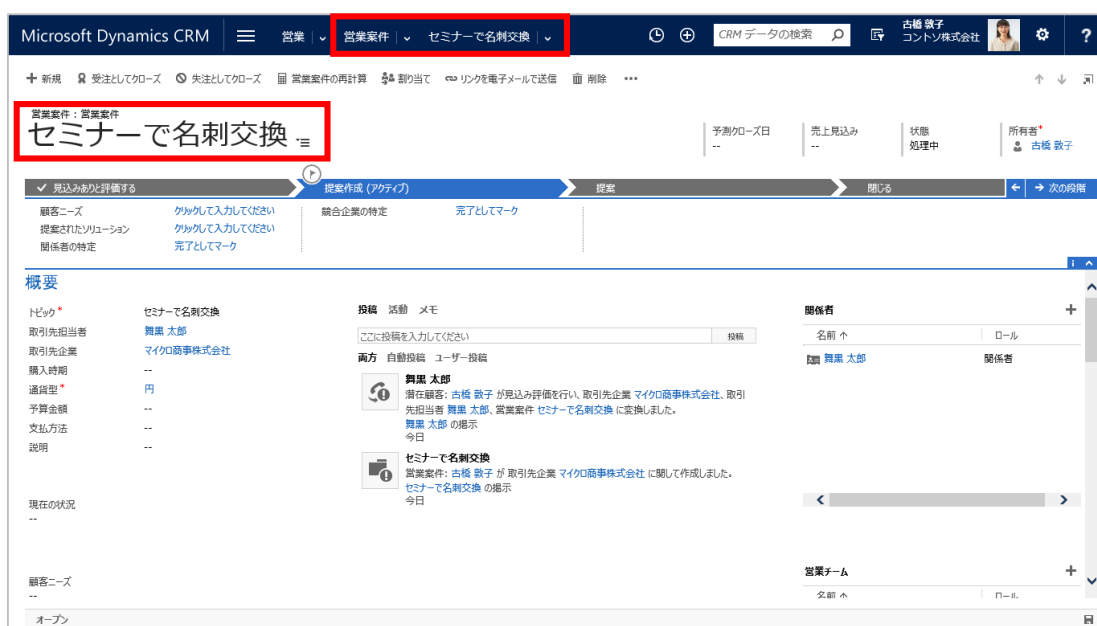 Microsoft Dynamics CRM 営業 営業案件 セミナーで名刺交換 CRM データの検索 古橋 敦子 コントソ株式会社 ?
新規 受注としてクローズ 失注としてクローズ 営業案件の再計算 割り当て リンクを電子メールで送信 削除 •••
営業案件 : 営業案件
セミナーで名刺交換
予測クローズ日 売上見込み 状態 所有者*
-- -- 処理中 古橋 敦子
見込みありと評価する 提案作成 (アクティブ) 提案 閉じる 次の段階
顧客ニーズ クリックして入力してください 競合企業の特定 完了としてマーク
提案されたソリューション クリックして入力してください
関係者の特定 完了としてマーク
概要
トピック* セミナーで名刺交換
取引先担当者 舞黒 太郎
取引先企業 マイクロ商事株式会社
購入時期 --
通貨型* 円
予算金額 --
支払方法 --
説明 --
現在の状況
--
顧客ニーズ
--
投稿 活動 メモ
ここに投稿を入力してください 投稿
両方 自動投稿 ユーザー投稿
舞黒 太郎
潜在顧客: 古橋 敦子 が見込み評価を行い、取引先企業 マイクロ商事株式会社、取引
先担当者 舞黒 太郎、営業案件 セミナーで名刺交換 に変換しました。
舞黒 太郎 の掲示
今日
セミナーで名刺交換
営業案件: 古橋 敦子 が 取引先企業 マイクロ商事株式会社 に関して作成しました。
セミナーで名刺交換 の掲示
今日
関係者
名前 ロール
舞黒 太郎 関係者
営業チーム
名前 ロール
オープン